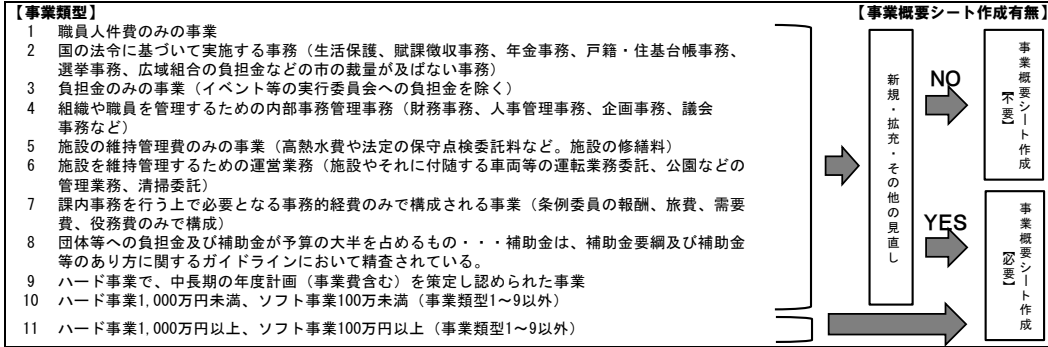 【事業類型】
【事業概要シート作成有無】
1 職員人件費のみの事業
2 国の法令に基づいて実施する事務（生活保護、賦課徴収事務、年金事務、戸籍・住基台帳事務、
選挙事務、広域組合の負担金などの市の裁量が及ばない事務）
3 負担金のみの事業（イベント等の実行委員会への負担金を除く）
4 組織や職員を管理するための内部事務管理事務（財務事務、人事管理事務、企画事務、議会
事務など）
5 施設の維持管理費のみの事業（高熱水費や法定の保守点検委託料など。施設の修繕料）
6 施設を維持管理するための運営業務（施設やそれに付随する車両等の運転業務委託、公園などの
管理業務、清掃委託）
7 課内事務を行う上で必要となる事務的経費のみで構成される事業（条例委員の報酬、旅費、需要
費、役務費のみで構成）
8 団体等への負担金及び補助金が予算の大半を占めるもの・・・補助金は、補助金要綱及び補助金
等のあり方に関するガイドラインにおいて精査されている。
9 ハード事業で、中長期の年度計画（事業費含む）を策定し認められた事業
10 ハード事業1,000万円未満、ソフト事業100万未満（事業類型1～9以外）
11 ハード事業1,000万円以上、ソフト事業100万円以上（事業類型1～9以外）
新規・拡充・その他の見直し
NO
事業概要シート作成
【不要】
YES
事業概要シート作成
【必要】